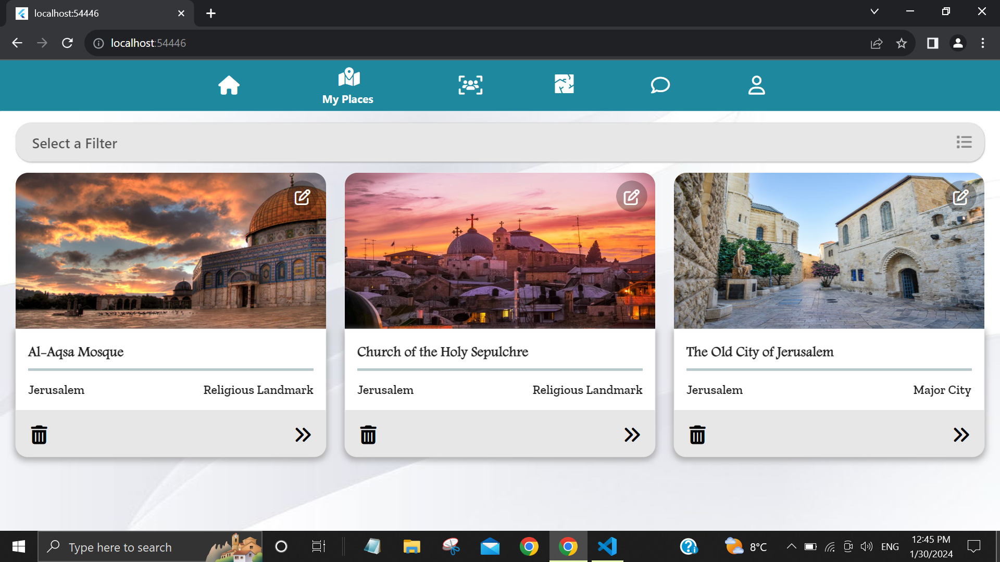 localhost:54446
localhost:54446
My Places
Select a Filter
Al-Aqsa Mosque
Jerusalem Religious Landmark
Church of the Holy Sepulchre
Jerusalem Religious Landmark
The Old City of Jerusalem
Jerusalem Major City
Type here to search
8°C
ENG
12:45 PM
1/30/2024